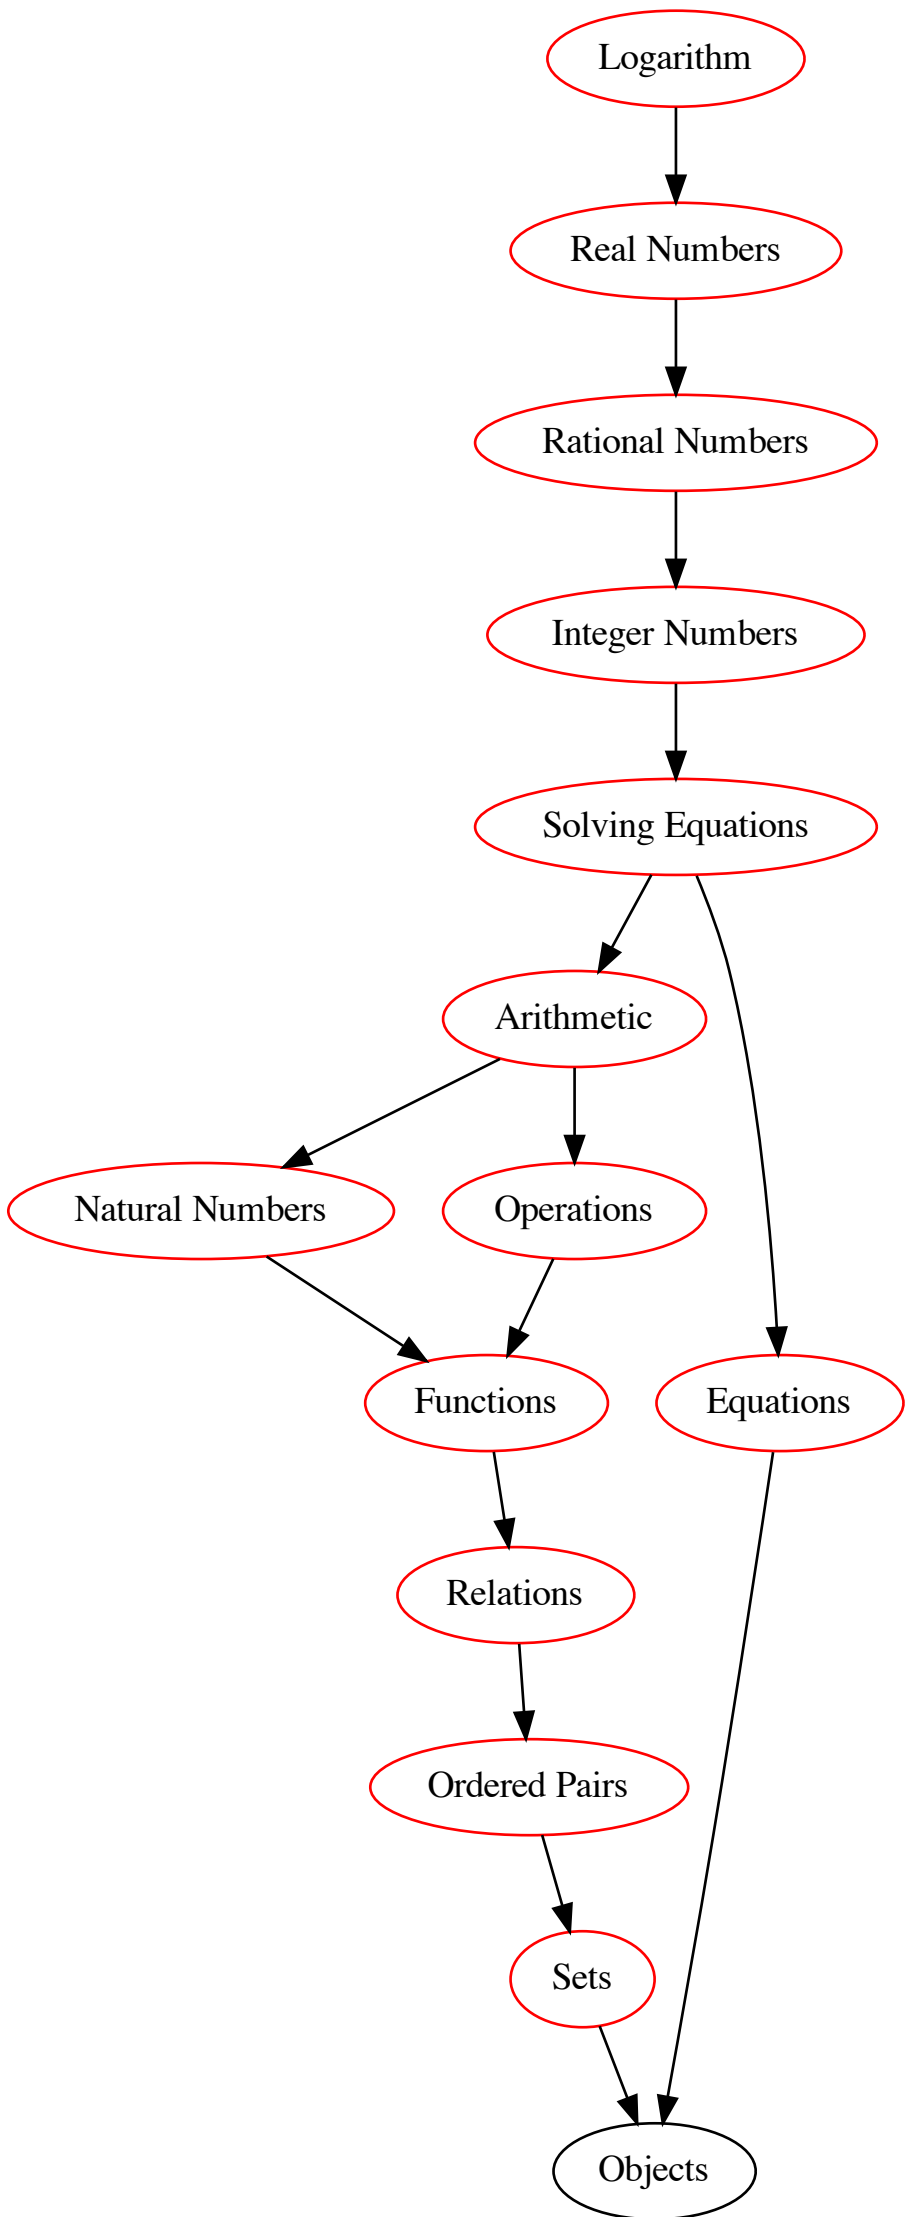 Logarithm
Real Numbers
Rational Numbers
Integer Numbers
Solving Equations
Arithmetic
Natural Numbers
Operations
Functions
Equations
Relations
Ordered Pairs
Sets
Objects